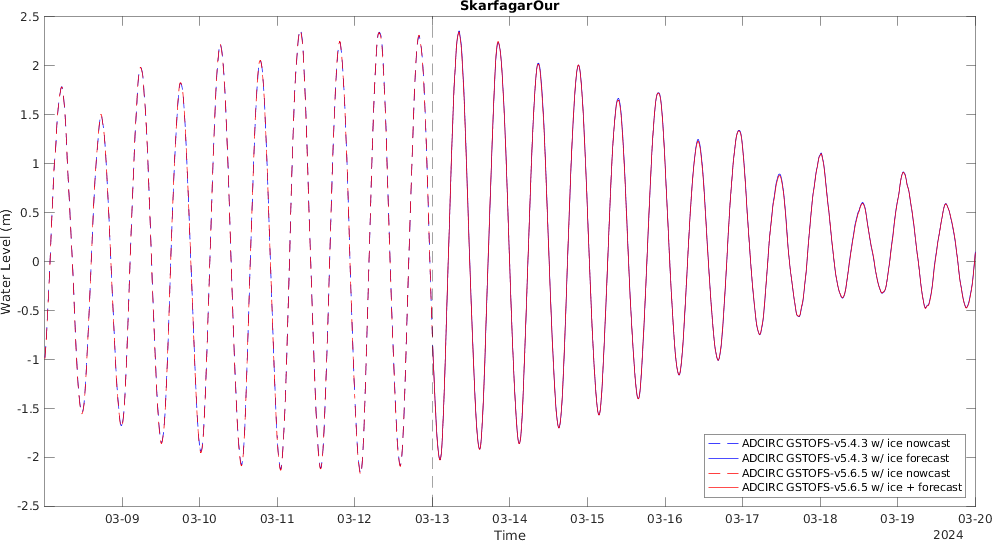 SkarfagarOur
2.5
2
1.5
1
0.5
0
-0.5
-1
-1.5
-2
-2.5
Water Level (m)
ADCIRC GSTOFS-v5.4.3 w/ ice nowcast
ADCIRC GSTOFS-v5.4.3 w/ ice forecast
ADCIRC GSTOFS-v5.6.5 w/ ice nowcast
ADCIRC GSTOFS-v5.6.5 w/ ice + forecast
03-09 03-10 03-11 03-12 03-13 03-14 03-15 03-16 03-17 03-18 03-19 03-20
Time
2024